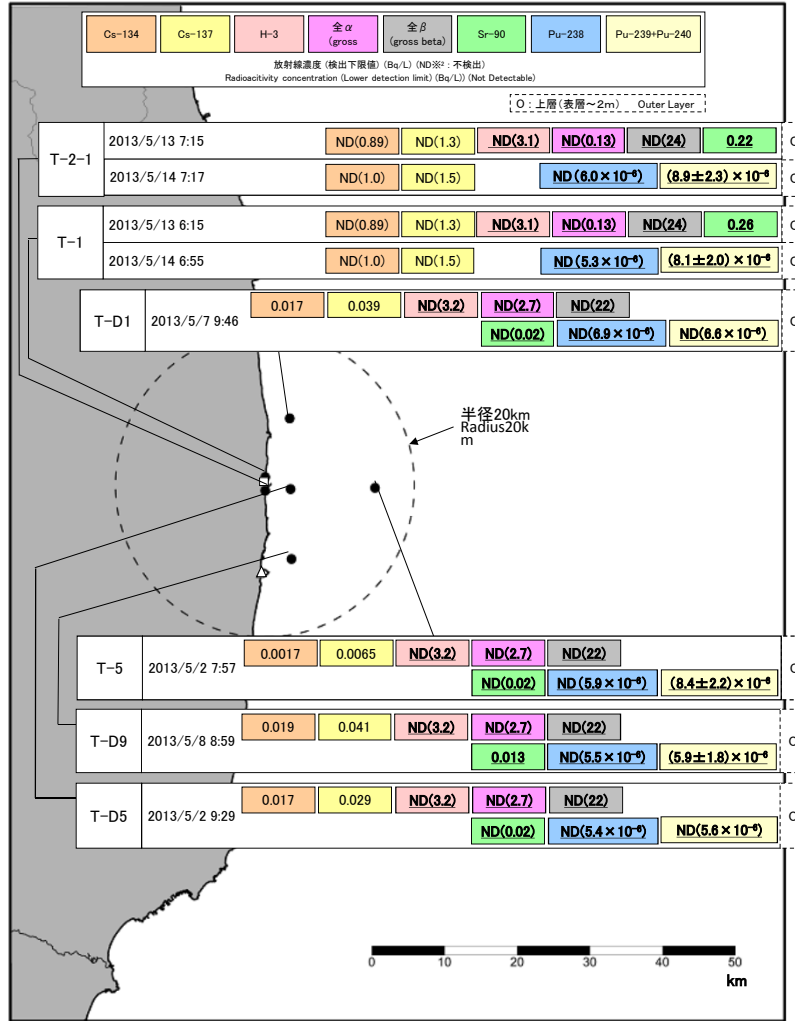 Cs-134 Cs-137 H-3 全α (gross 全β (gross beta) Sr-90 Pu-238 Pu-239+Pu-240
放射線濃度 (検出下限値) (Bq/L) (ND※²:不検出)
Radioacitivity concentration (Lower detection limit) (Bq/L)) (Not Detectable)
O:上層(表層~2m) Outer Layer
T-2-1
2013/5/13 7:15 ND(0.89) ND(1.3) ND(3.1) ND(0.13) ND(24) 0.22
2013/5/14 7:17 ND(1.0) ND(1.5) ND(6.0×10⁻⁶) (8.9±2.3)×10⁻⁶
T-1
2013/5/13 6:15 ND(0.89) ND(1.3) ND(3.1) ND(0.13) ND(24) 0.26
2013/5/14 6:55 ND(1.0) ND(1.5) ND(5.3×10⁻⁶) (8.1±2.0)×10⁻⁶
T-D1 2013/5/7 9:46 0.017 0.039 ND(3.2) ND(2.7) ND(22)
ND(0.02) ND(6.9×10⁻⁶) ND(6.6×10⁻⁶)
半径20km
Radius20k
m
T-5 2013/5/2 7:57 0.0017 0.0065 ND(3.2) ND(2.7) ND(22)
ND(0.02) ND(5.9×10⁻⁶) (8.4±2.2)×10⁻⁶
T-D9 2013/5/8 8:59 0.019 0.041 ND(3.2) ND(2.7) ND(22)
0.013 ND(5.5×10⁻⁶) (5.9±1.8)×10⁻⁶
T-D5 2013/5/2 9:29 0.017 0.029 ND(3.2) ND(2.7) ND(22)
ND(0.02) ND(5.4×10⁻⁶) ND(5.6×10⁻⁶)
0 10 20 30 40 50
km